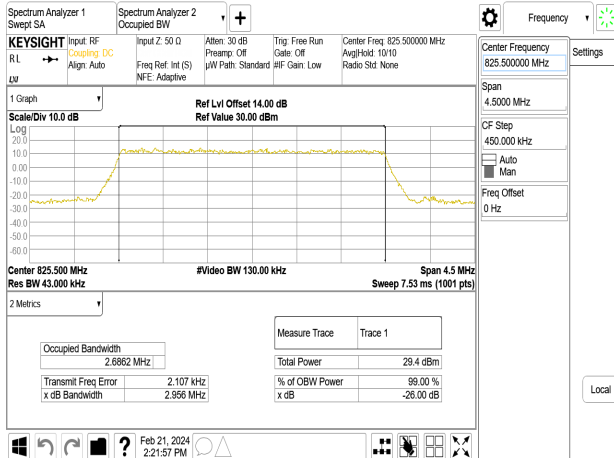 Spectrum Analyzer 1
Swept SA
Spectrum Analyzer 2
Occupied BW
+
Frequency
KEYSIGHT
RL
Input: RF
Coupling: DC
Align: Auto
Input Z: 50 Ω
Freq Ref: Int (S)
NFE: Adaptive
Atten: 30 dB
Preamp: Off
µW Path: Standard
Trig: Free Run
Gate: Off
#IF Gain: Low
Center Freq: 825.500000 MHz
Avg|Hold: 10/10
Radio Std: None
Center Frequency
825.500000 MHz
Settings
Span
4.5000 MHz
CF Step
450.000 kHz
Auto
Man
Freq Offset
0 Hz
Local
1 Graph
Scale/Div 10.0 dB
Ref Lvl Offset 14.00 dB
Ref Value 30.00 dBm
Log
20.0
10.0
0.00
-10.0
-20.0
-30.0
-40.0
-50.0
-60.0
Center 825.500 MHz
Res BW 43.000 kHz
#Video BW 130.00 kHz
Span 4.5 MHz
Sweep 7.53 ms (1001 pts)
2 Metrics
Occupied Bandwidth
2.6862 MHz
Transmit Freq Error 2.107 kHz
x dB Bandwidth 2.956 MHz
Measure Trace Trace 1
Total Power 29.4 dBm
% of OBW Power 99.00 %
x dB -26.00 dB
?
Feb 21, 2024
2:21:57 PM